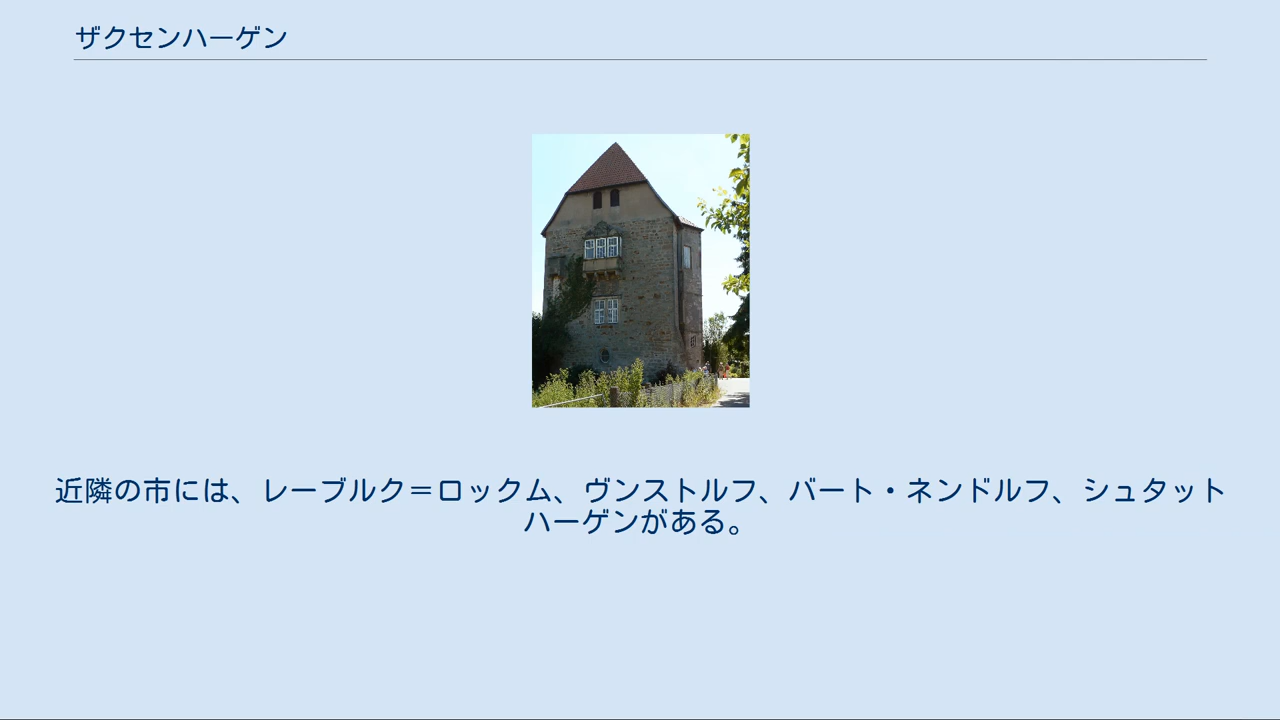 ザクセンハーゲン
近隣の市には、レーブルク＝ロックム、ヴンストルフ、バート・ネンドルフ、シュタット
ハーゲンがある。